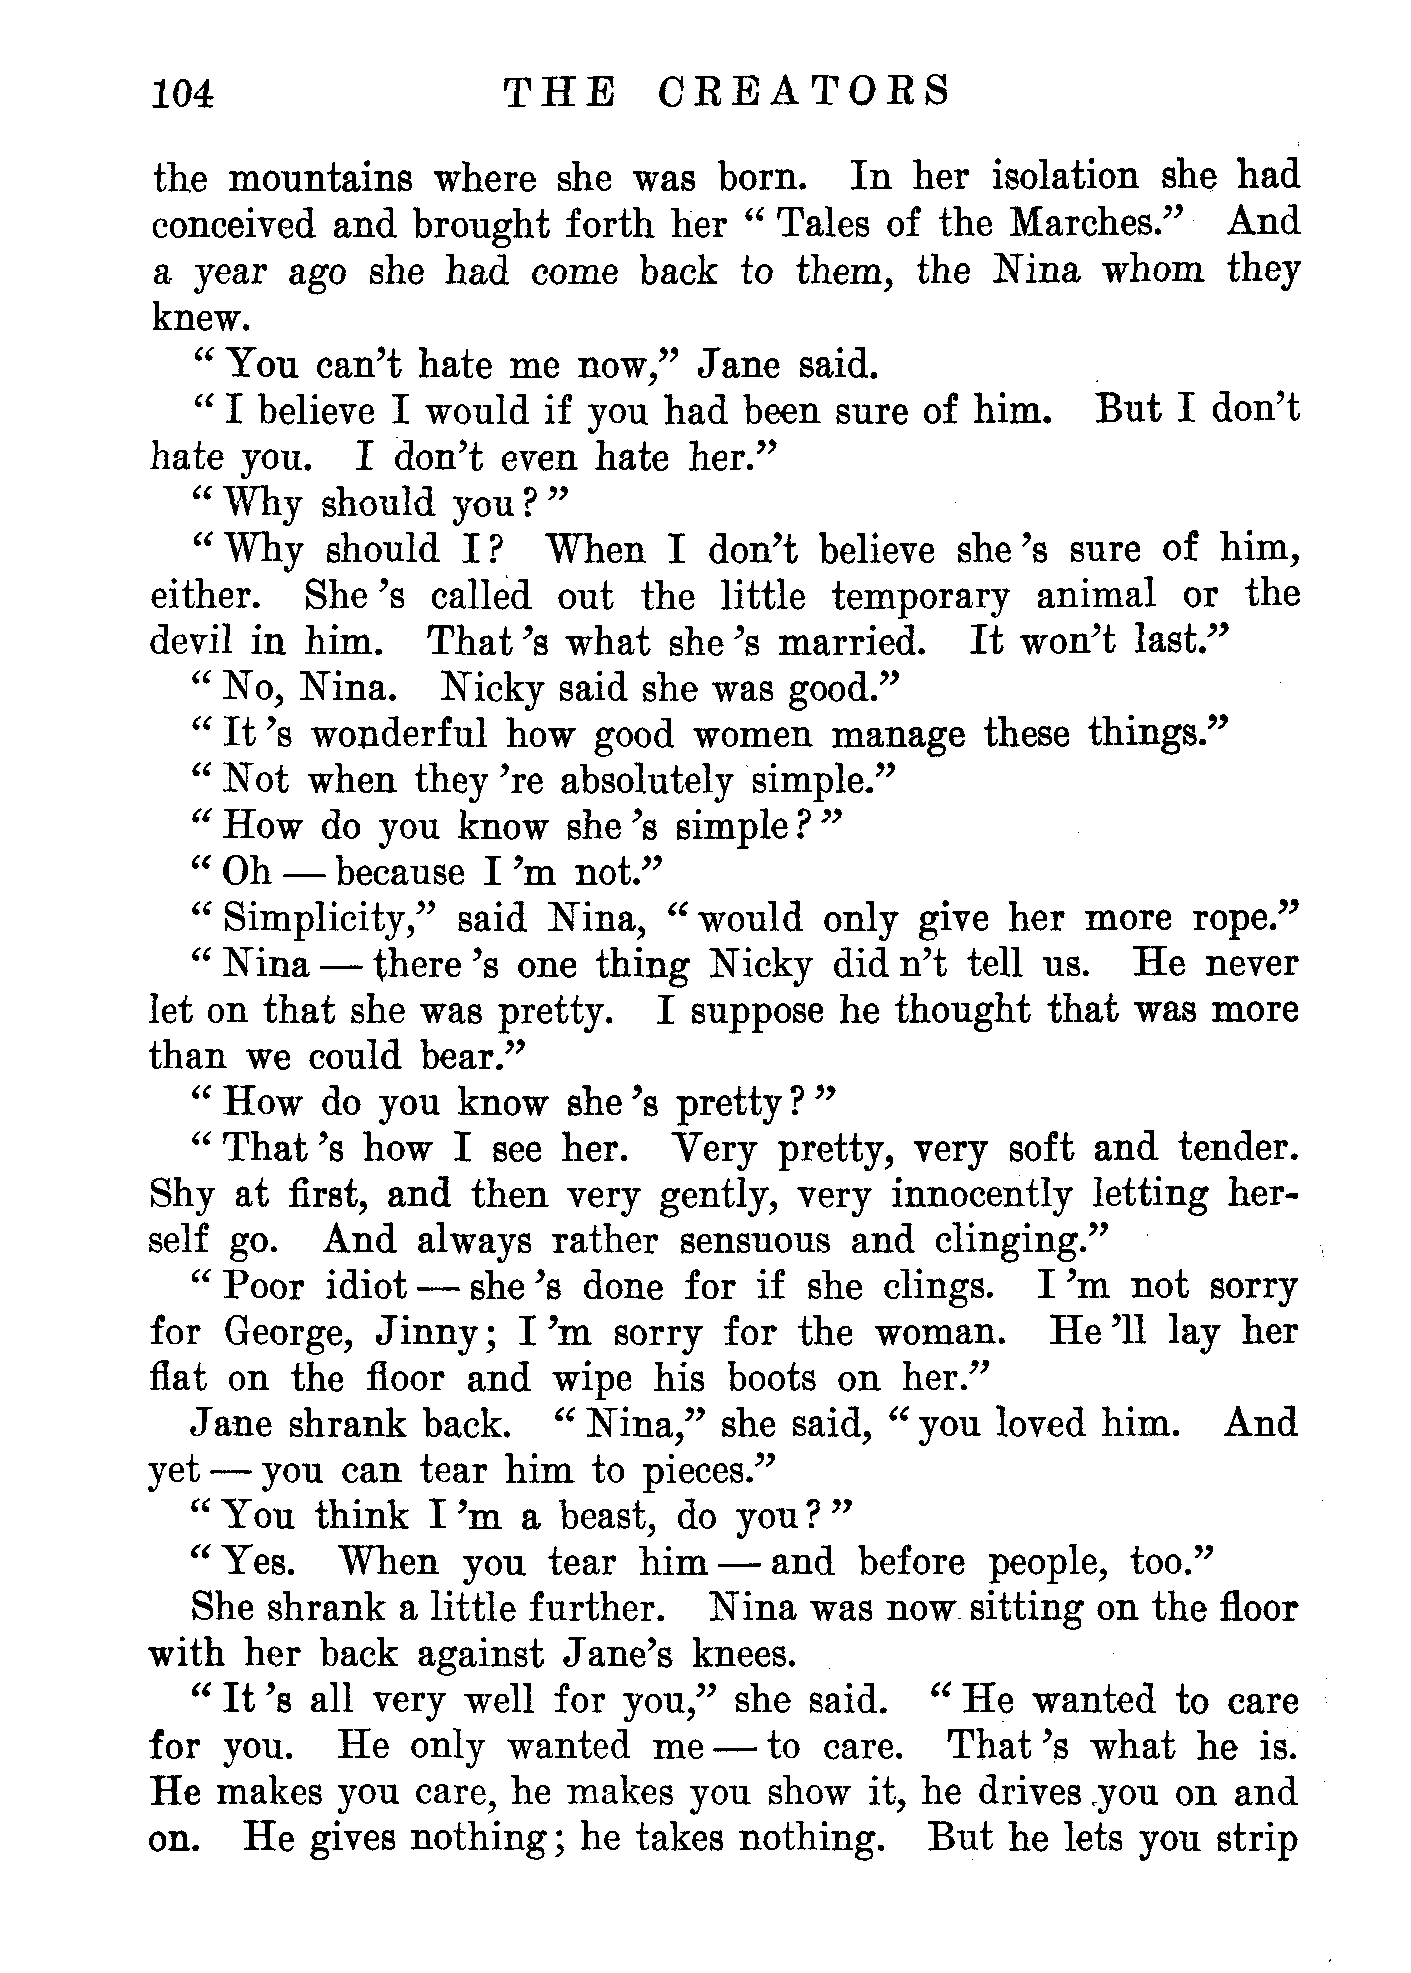 104 THE CREATORS
the mountains where she was born. In her isolation she had
conceived and brought forth her “ Tales of the Marches.” And
a year ago she had come back to them, the Nina whom they
knew.
“ You can’t hate me now,” Jane said.
“ I believe I would if you had been sure of him. But I don’t
hate you. I don’t even hate her.”
“ Why should you? ”
“ Why should I? When I don’t believe she ’s sure of him,
either. She ’s called out the little temporary animal or the
devil in him. That ’s what she ’s married. It won’t last.”
“ No, Nina. Nicky said she was good.”
“ It ’s wonderful how good women manage these things.”
“ Not when they ’re absolutely simple.”
“ How do you know she ’s simple? ”
“ Oh — because I ’m not.”
“ Simplicity,” said Nina, “ would only give her more rope.”
“ Nina — there ’s one thing Nicky did n’t tell us. He never
let on that she was pretty. I suppose he thought that was more
than we could bear.”
“ How do you know she ’s pretty? ”
“ That ’s how I see her. Very pretty, very soft and tender.
Shy at first, and then very gently, very innocently letting her-
self go. And always rather sensuous and clinging.”
“ Poor idiot — she ’s done for if she clings. I ’m not sorry
for George, Jinny; I ’m sorry for the woman. He ’ll lay her
flat on the floor and wipe his boots on her.”
Jane shrank back. “ Nina,” she said, “ you loved him. And
yet — you can tear him to pieces.”
“ You think I ’m a beast, do you? ”
“ Yes. When you tear him — and before people, too.”
She shrank a little further. Nina was now sitting on the floor
with her back against Jane’s knees.
“ It ’s all very well for you,” she said. “ He wanted to care
for you. He only wanted me — to care. That ’s what he is.
He makes you care, he makes you show it, he drives you on and
on. He gives nothing; he takes nothing. But he lets you strip